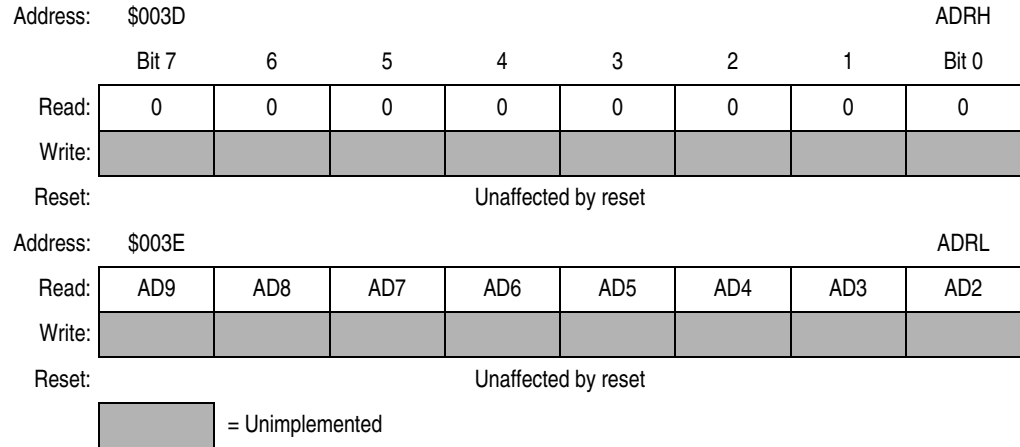 Address: $003D ADRH
Bit 7 6 5 4 3 2 1 Bit 0
Read: 0 0 0 0 0 0 0 0
Write:
Reset: Unaffected by reset
Address: $003E ADRL
Read: AD9 AD8 AD7 AD6 AD5 AD4 AD3 AD2
Write:
Reset: Unaffected by reset
= Unimplemented